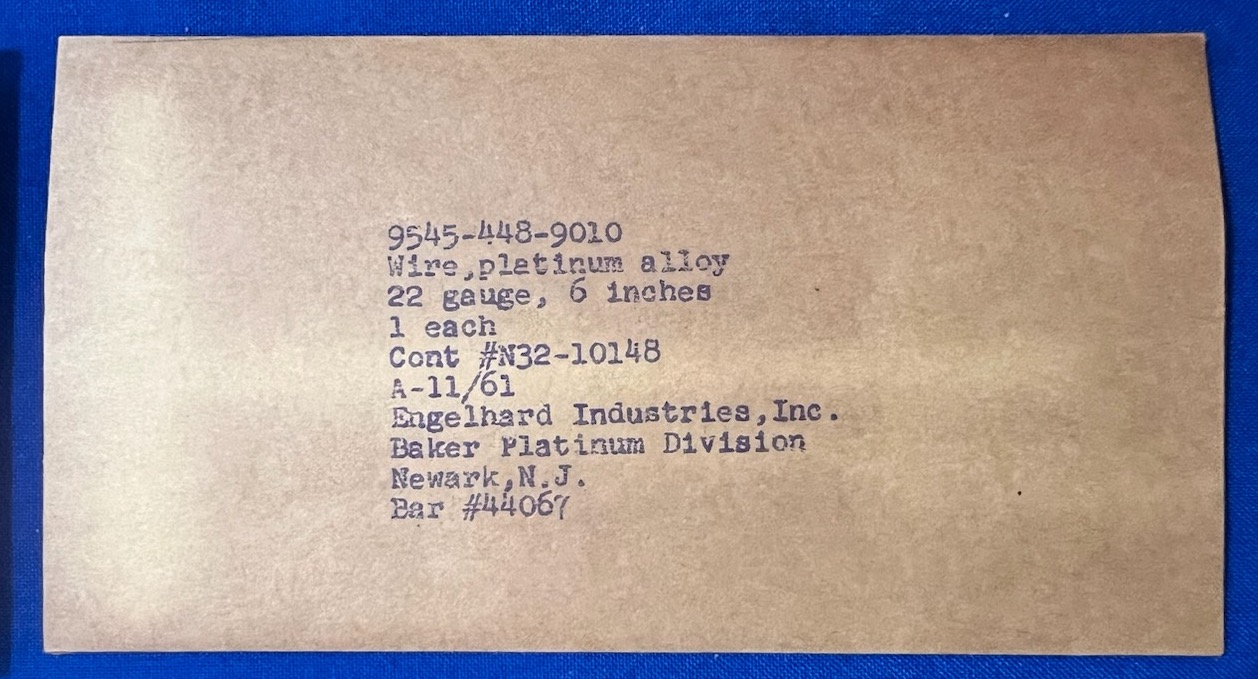 9545-448-9010
Wire,platinum alloy
22 gauge, 6 inches
1 each
Cont #N32-10148
A-11/61
Engelhard Industries,Inc.
Baker Platinum Division
Newark,N.J.
Bar #44067